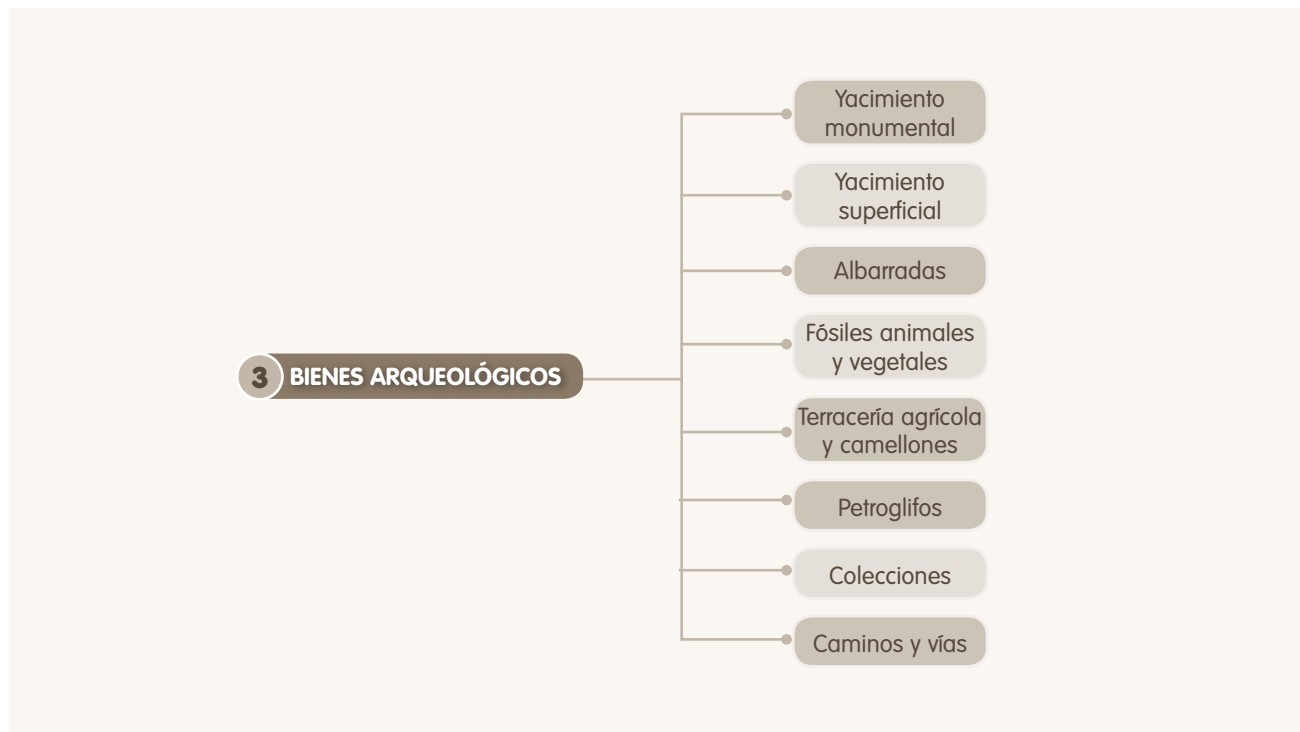 3 BIENES ARQUEOLÓGICOS
Yacimiento
monumental
Yacimiento
superficial
Albarradas
Fósiles animales
y vegetales
Terracería agrícola
y camellones
Petroglifos
Colecciones
Caminos y vías